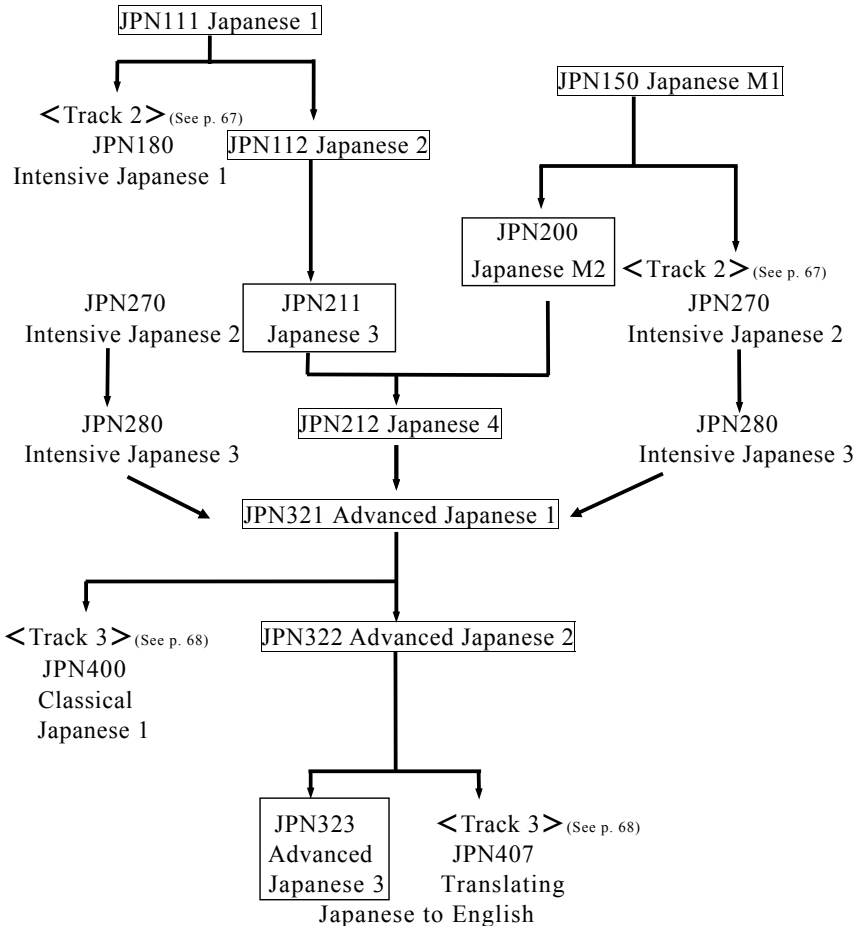 JPN111 Japanese 1
JPN150 Japanese M1
<Track 2> (See p. 67)
JPN180
Intensive Japanese 1
JPN112 Japanese 2
JPN200
Japanese M2
<Track 2> (See p. 67)
JPN270
Intensive Japanese 2
JPN211
Japanese 3
JPN270
Intensive Japanese 2
JPN280
Intensive Japanese 3
JPN212 Japanese 4
JPN280
Intensive Japanese 3
JPN321 Advanced Japanese 1
<Track 3> (See p. 68)
JPN400
Classical
Japanese 1
JPN322 Advanced Japanese 2
JPN323
Advanced
Japanese 3
<Track 3> (See p. 68)
JPN407
Translating
Japanese to English